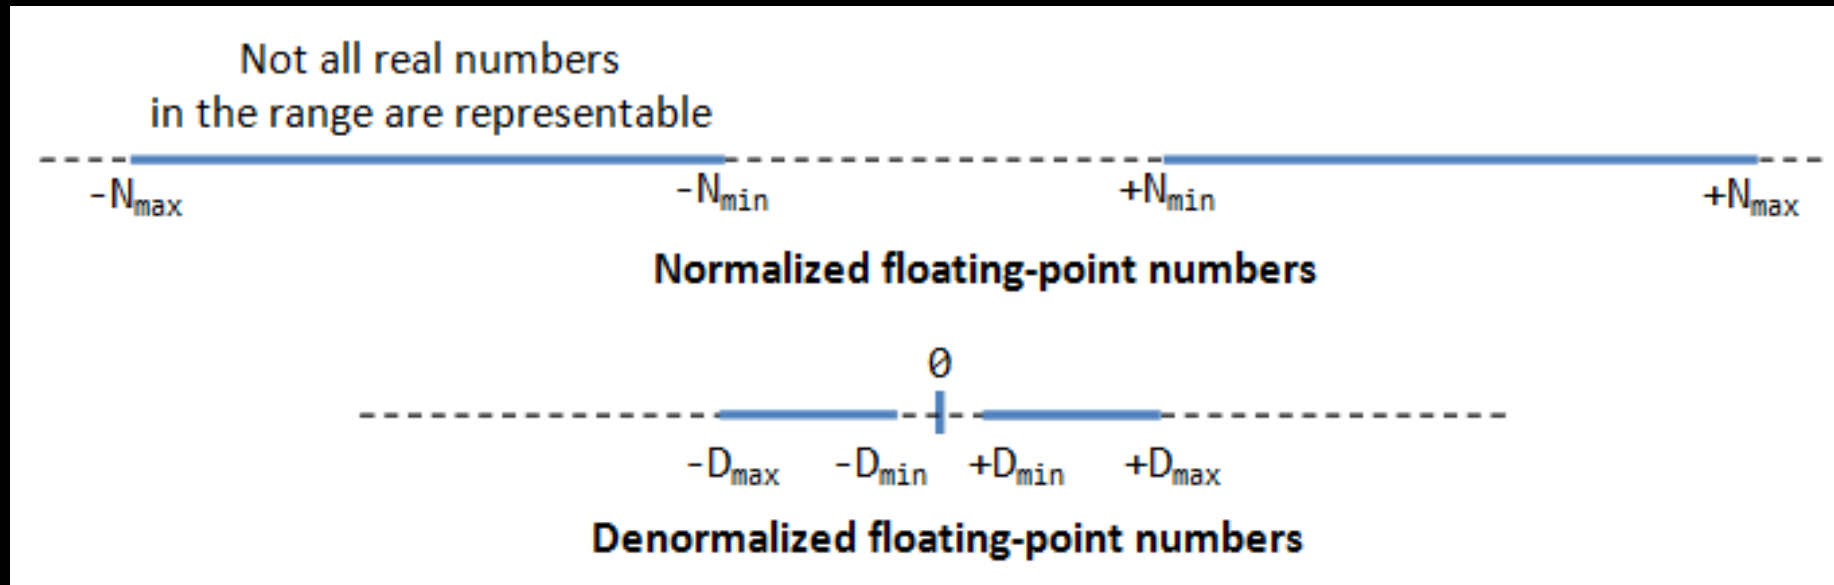 Not all real numbers
in the range are representable
-Nmax -Nmin +Nmin +Nmax
Normalized floating-point numbers
0
-Dmax -Dmin +Dmin +Dmax
Denormalized floating-point numbers